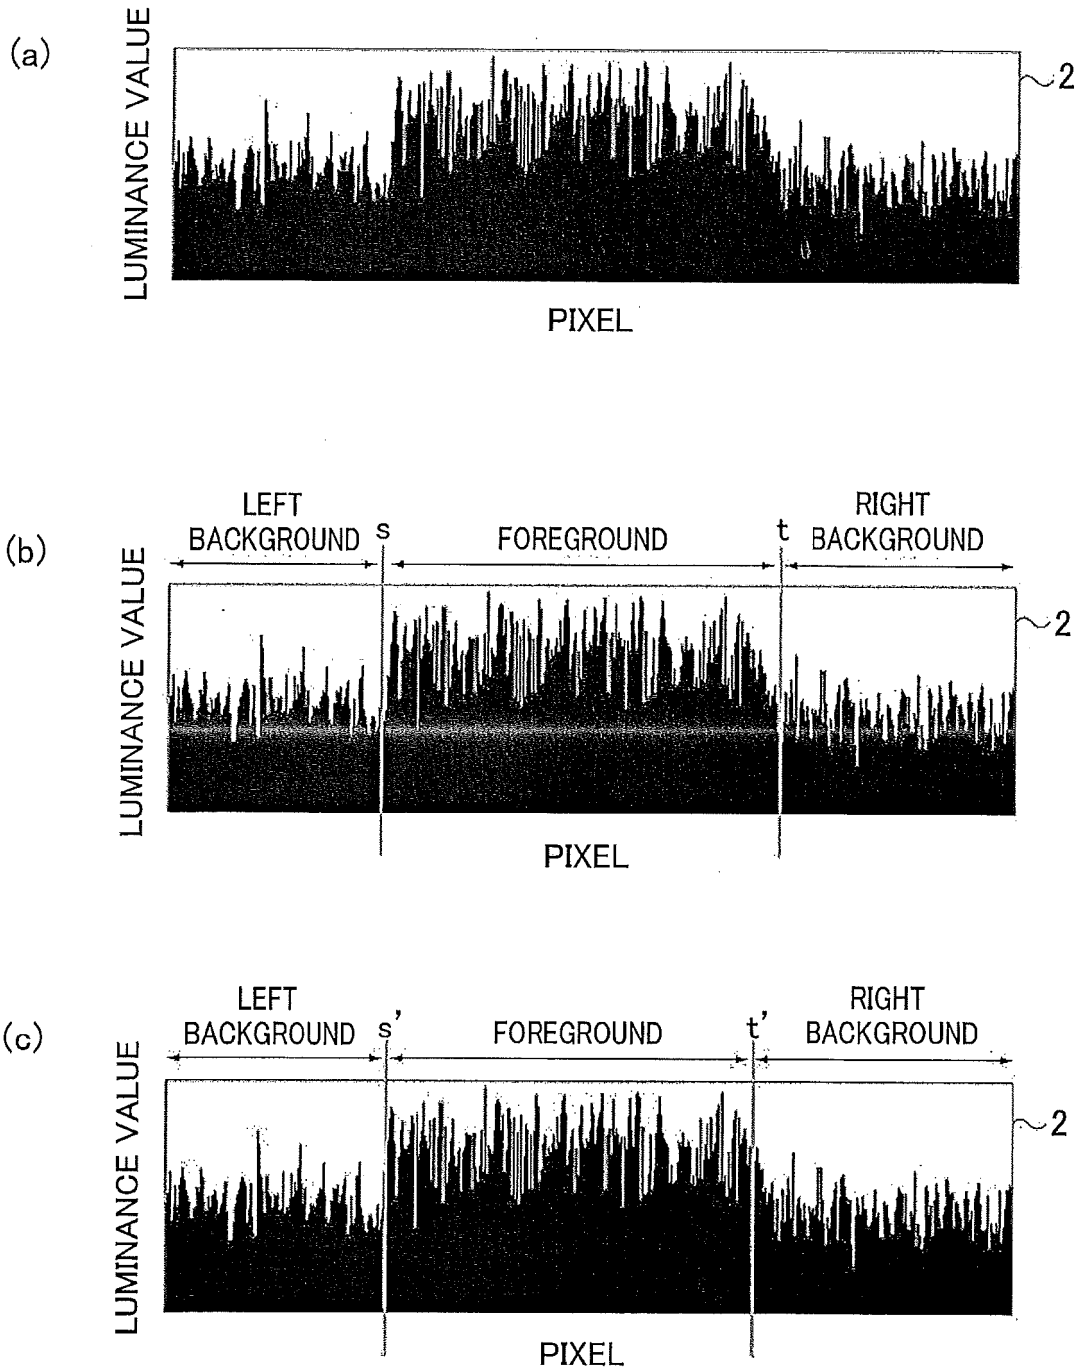 (a)
LUMINANCE VALUE
2
PIXEL
(b)
LEFT
BACKGROUND
s
FOREGROUND
t
RIGHT
BACKGROUND
LUMINANCE VALUE
2
PIXEL
(c)
LEFT
BACKGROUND
s'
FOREGROUND
t'
RIGHT
BACKGROUND
LUMINANCE VALUE
2
PIXEL